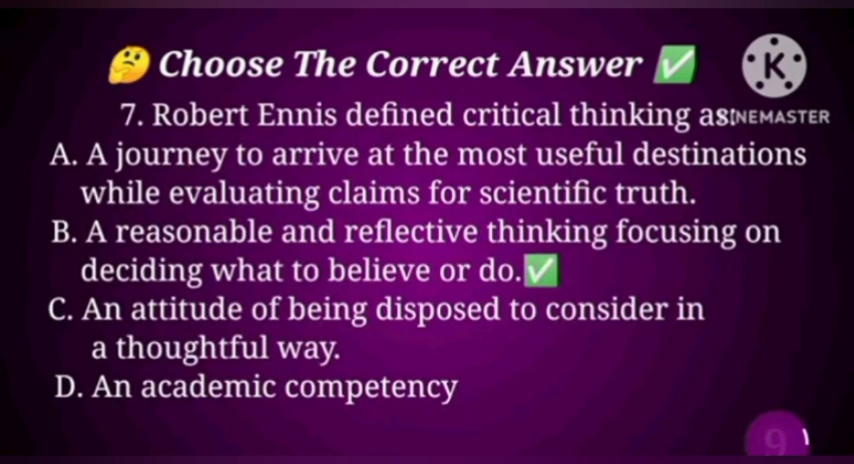 🤔 Choose The Correct Answer ✅
K
7. Robert Ennis defined critical thinking as:
NEMASTER
A. A journey to arrive at the most useful destinations
while evaluating claims for scientific truth.
B. A reasonable and reflective thinking focusing on
deciding what to believe or do.✅
C. An attitude of being disposed to consider in
a thoughtful way.
D. An academic competency
9